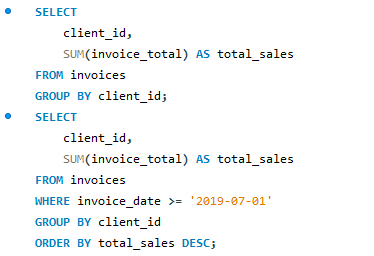 SELECT
    client_id,
    SUM(invoice_total) AS total_sales
FROM invoices
GROUP BY client_id;
SELECT
    client_id,
    SUM(invoice_total) AS total_sales
FROM invoices
WHERE invoice_date >= '2019-07-01'
GROUP BY client_id
ORDER BY total_sales DESC;